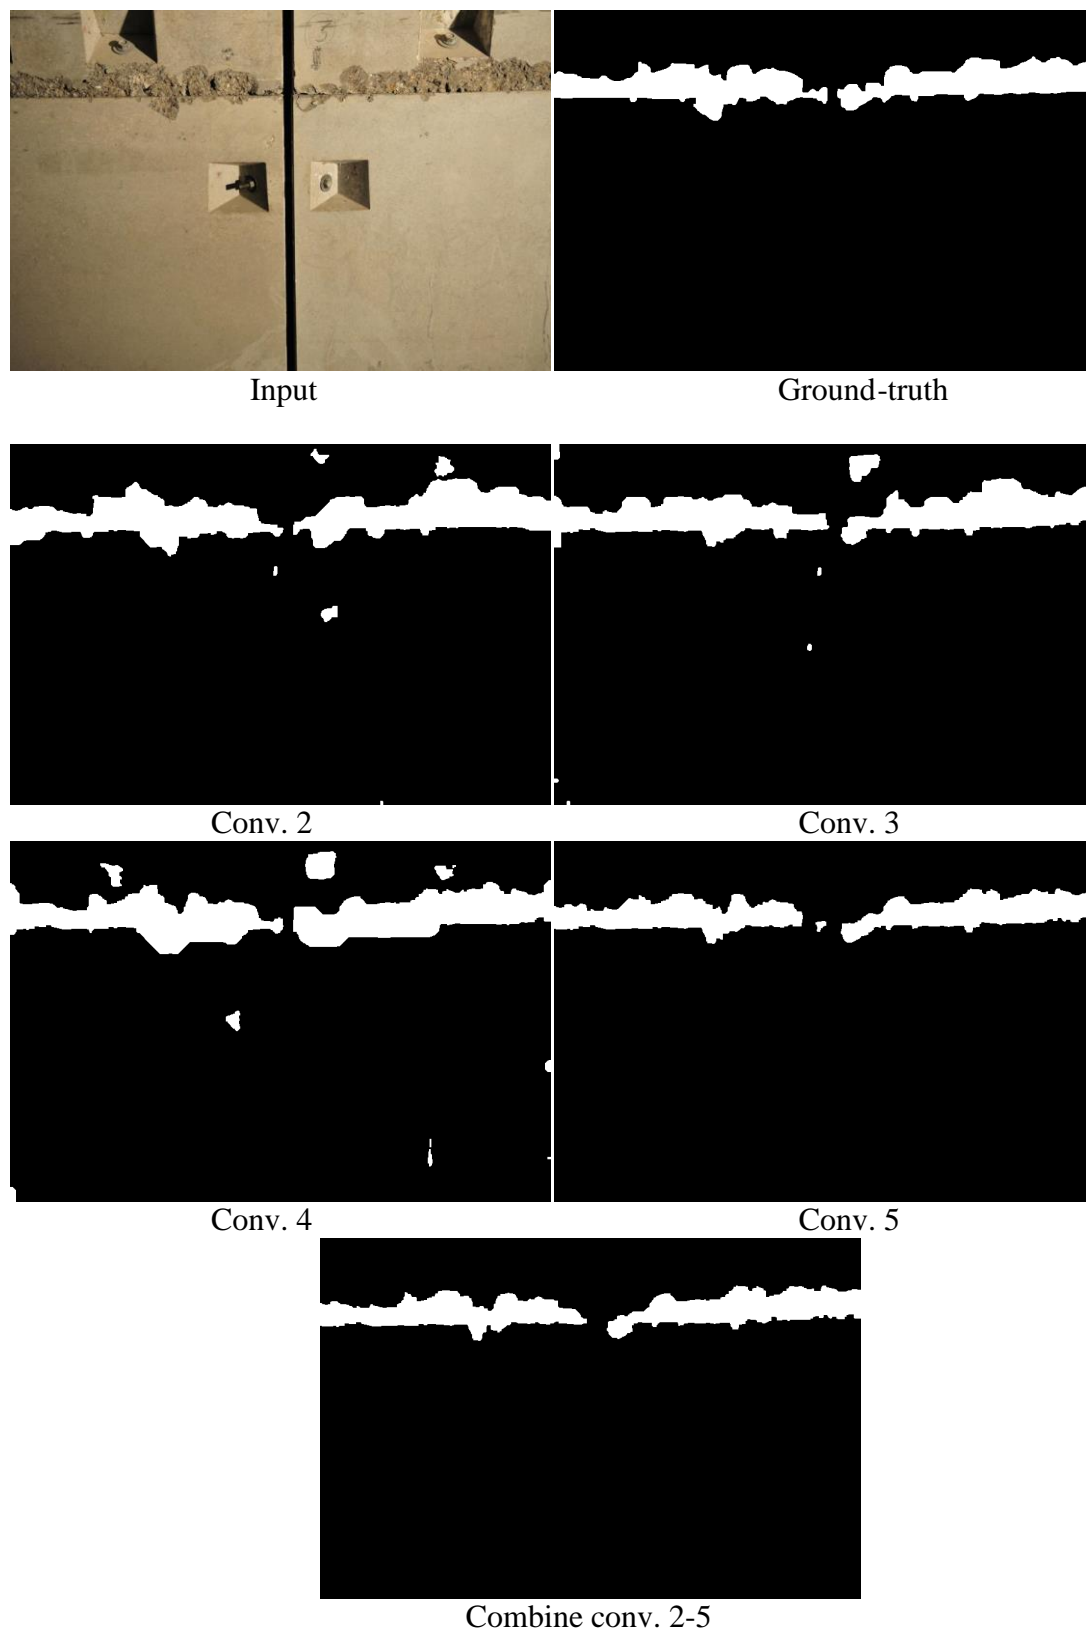 Input
Ground-truth
Conv. 2
Conv. 3
Conv. 4
Conv. 5
Combine conv. 2-5